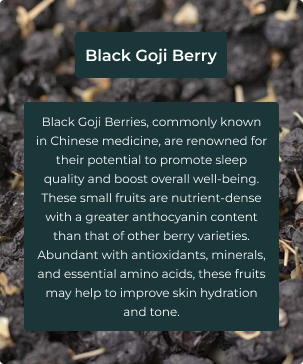 Black Goji Berry
Black Goji Berries, commonly known
in Chinese medicine, are renowned for
their potential to promote sleep
quality and boost overall well-being.
These small fruits are nutrient-dense
with a greater anthocyanin content
than that of other berry varieties.
Abundant with antioxidants, minerals,
and essential amino acids, these fruits
may help to improve skin hydration
and tone.